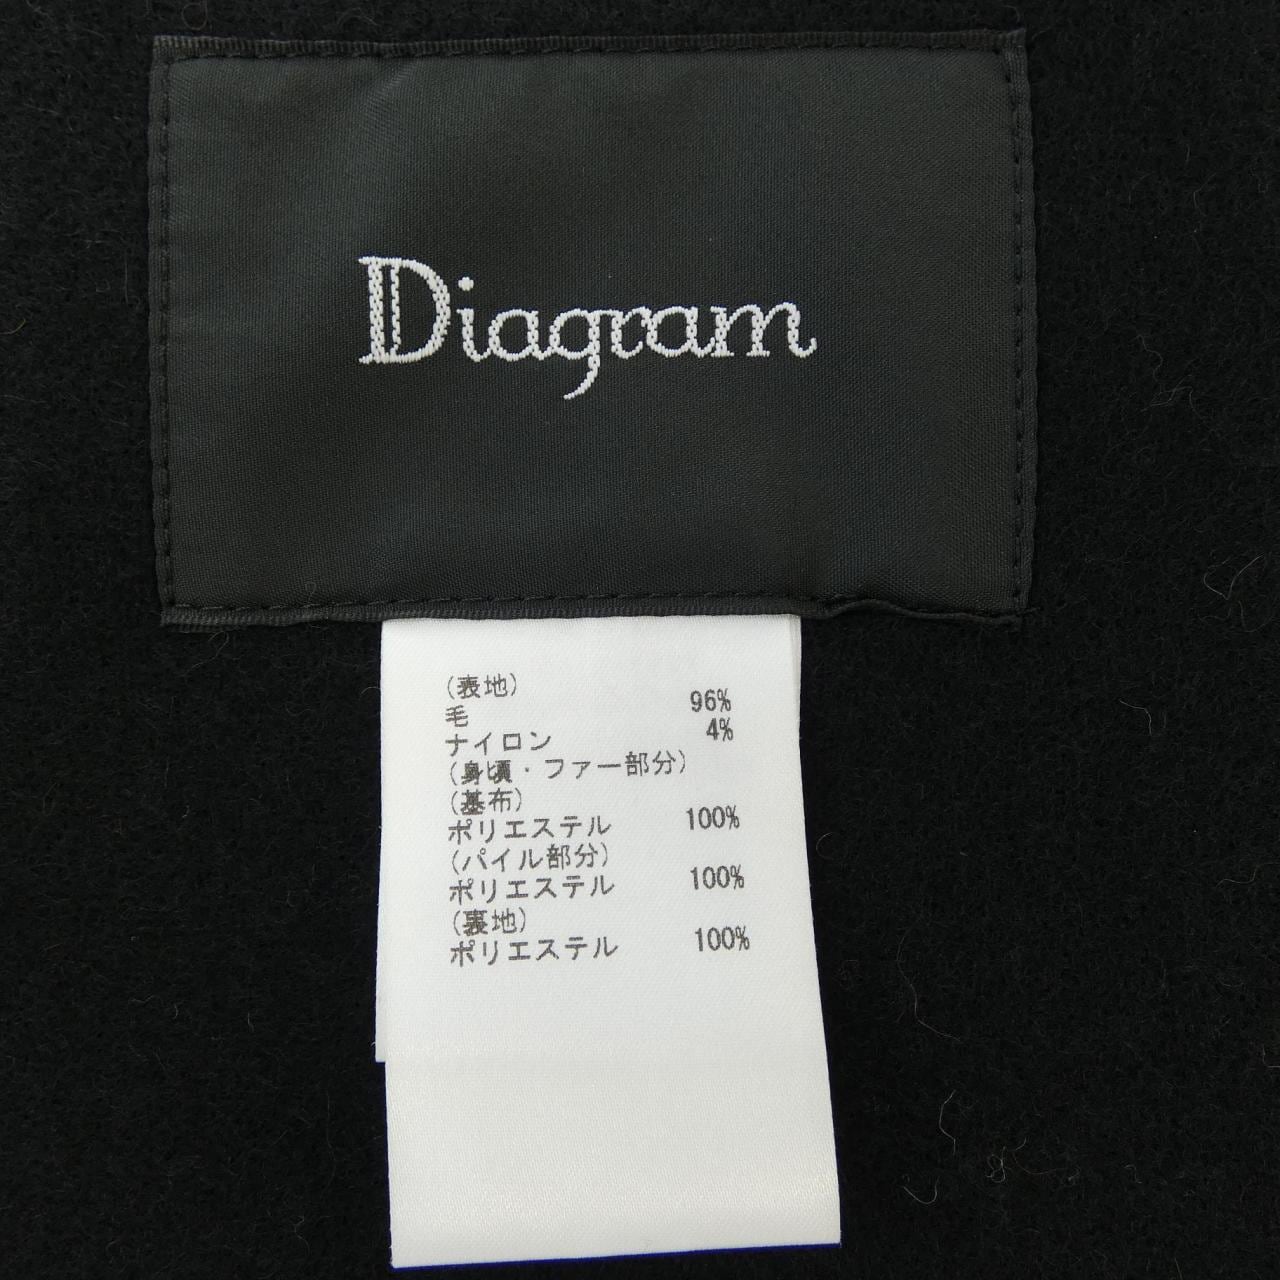 Diagram
(表地)
毛 96%
ナイロン 4%
(身頃・ファー部分)
(基布)
ポリエステル 100%
(パイル部分)
ポリエステル 100%
(裏地)
ポリエステル 100%